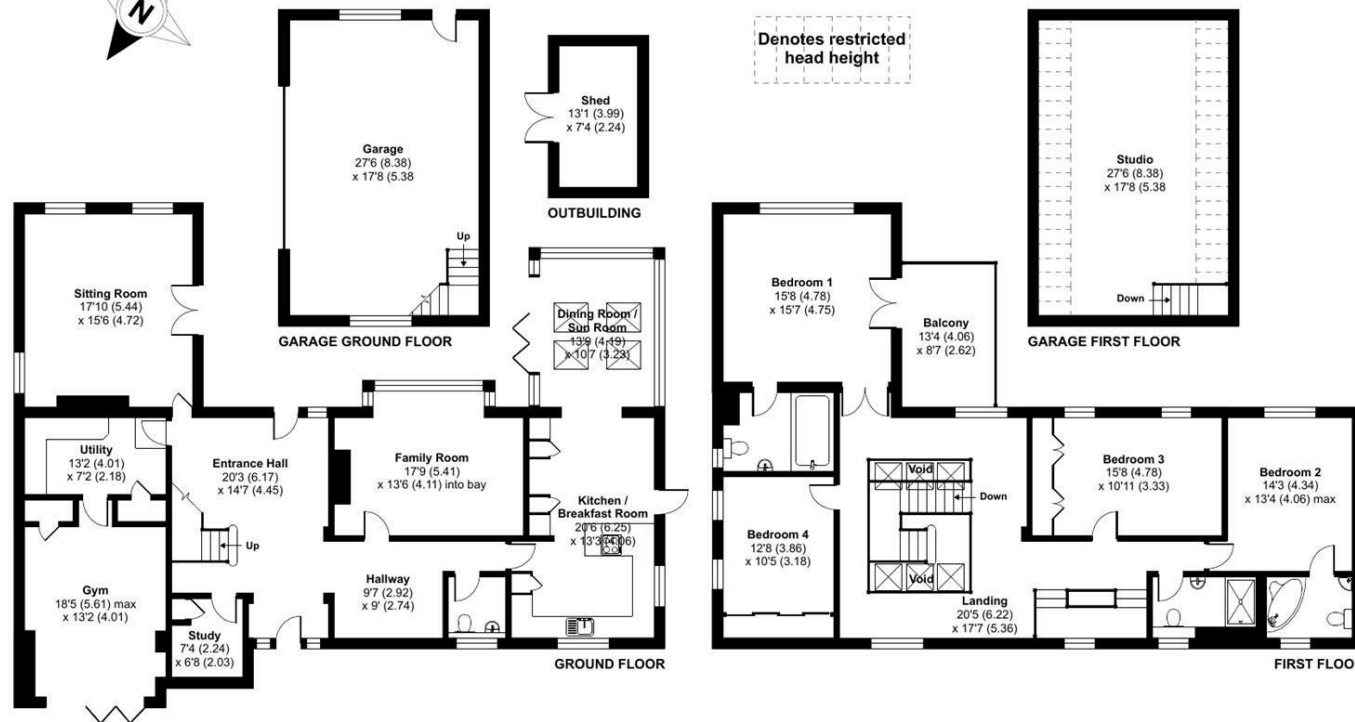 N
Garage
27'6 (8.38)
x 17'8 (5.38
Up
GARAGE GROUND FLOOR
Shed
13'1 (3.99)
x 7'4 (2.24)
OUTBUILDING
Denotes restricted
head height
Studio
27'6 (8.38)
x 17'8 (5.38
Down
GARAGE FIRST FLOOR
Sitting Room
17'10 (5.44)
x 15'6 (4.72)
Dining Room /
Sun Room
13'9 (4.19)
x 10'7 (3.23)
Utility
13'2 (4.01)
x 7'2 (2.18)
Entrance Hall
20'3 (6.17)
x 14'7 (4.45)
Up
Family Room
17'9 (5.41)
x 13'6 (4.11) into bay
Kitchen /
Breakfast Room
20'6 (6.25)
x 13'3 (4.06)
Gym
18'5 (5.61) max
x 13'2 (4.01)
Study
7'4 (2.24)
x 6'8 (2.03)
Hallway
9'7 (2.92)
x 9' (2.74)
GROUND FLOOR
Bedroom 1
15'8 (4.78)
x 15'7 (4.75)
Balcony
13'4 (4.06)
x 8'7 (2.62)
Void
Down
Void
Bedroom 3
15'8 (4.78)
x 10'11 (3.33)
Bedroom 2
14'3 (4.34)
x 13'4 (4.06) max
Bedroom 4
12'8 (3.86)
x 10'5 (3.18)
Landing
20'5 (6.22)
x 17'7 (5.36)
FIRST FLOO